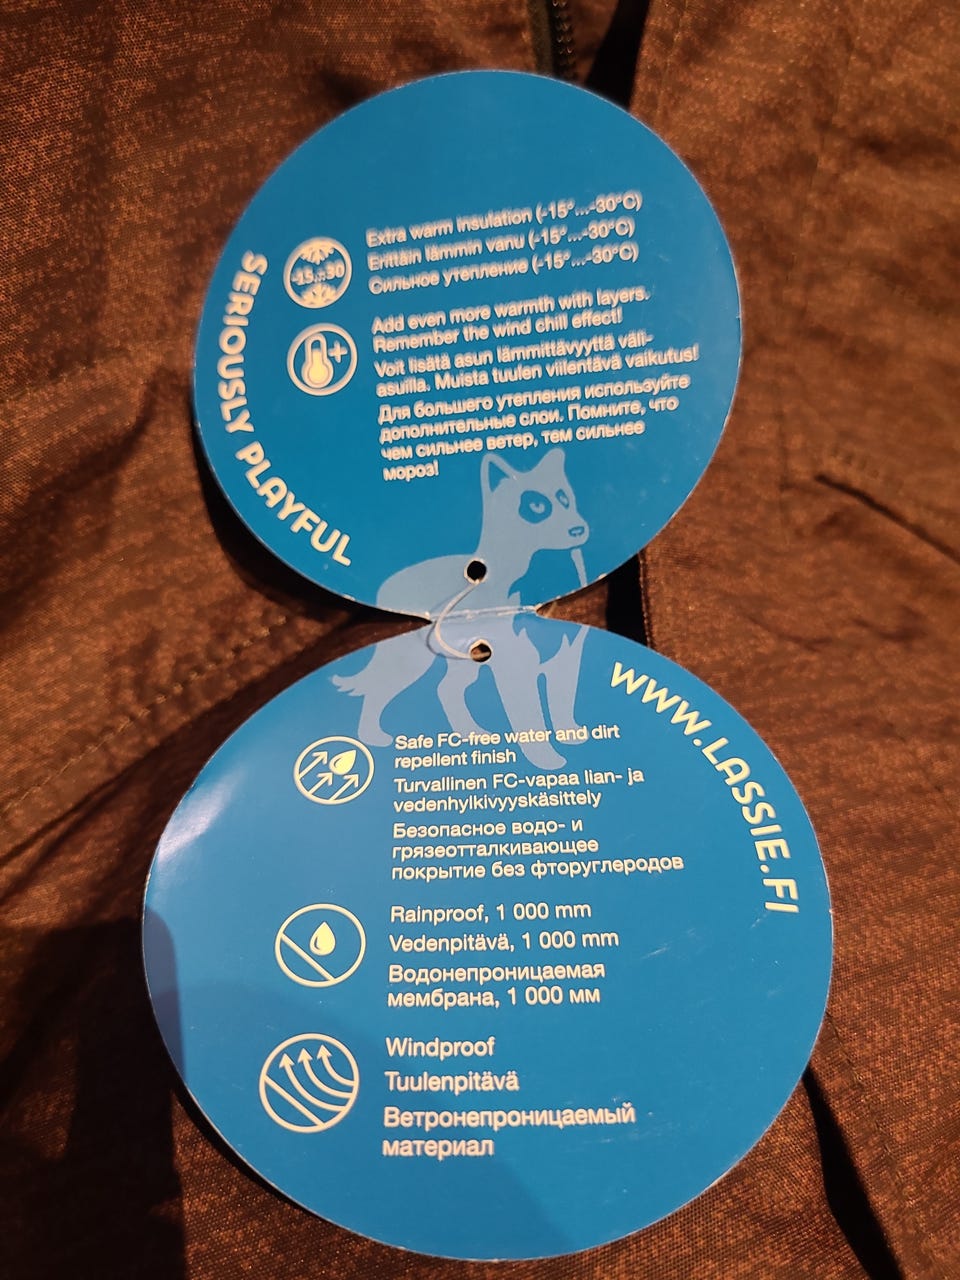 Extra warm insulation (-15°...-30°C)
Erittäin lämmin vanu (-15°...-30°C)
Сильное утепление (-15°...-30°C)
-15...-30
Add even more warmth with layers.
Remember the wind chill effect!
Voit lisätä asun lämmittävyyttä väli-
asuilla. Muista tuulen viilentävä vaikutus!
Для большего утепления используйте
дополнительные слои. Помните, что
чем сильнее ветер, тем сильнее
мороз!
SERIOUSLY PLAYFUL
WWW.LASSIE.FI
Safe FC-free water and dirt
repellent finish
Turvallinen FC-vapaa lian- ja
vedenhylkivyyskäsittely
Безопасное водо- и
грязеотталкивающее
покрытие без фторуглеродов
Rainproof, 1 000 mm
Vedenpitävä, 1 000 mm
Водонепроницаемая
мембрана, 1 000 мм
Windproof
Tuulenpitävä
Ветронепроницаемый
материал